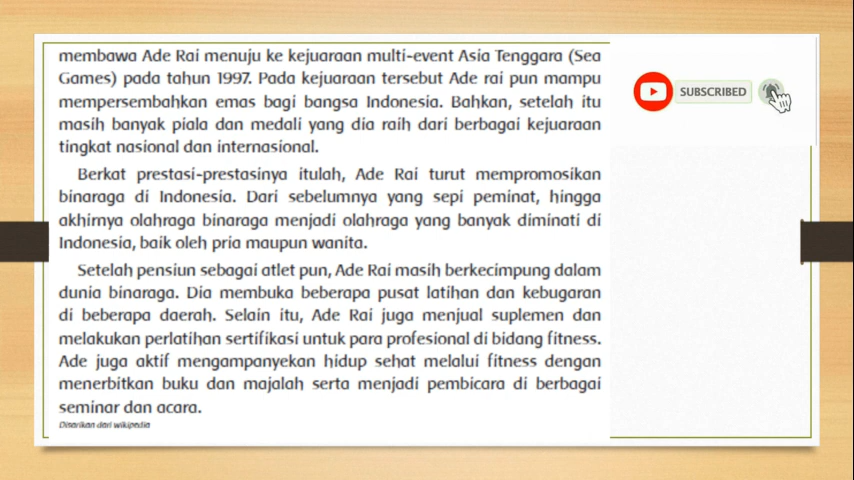 membawa Ade Rai menuju ke kejuaraan multi-event Asia Tenggara (Sea
Games) pada tahun 1997. Pada kejuaraan tersebut Ade rai pun mampu
mempersembahkan emas bagi bangsa Indonesia. Bahkan, setelah itu
masih banyak piala dan medali yang dia raih dari berbagai kejuaraan
tingkat nasional dan internasional.
Berkat prestasi-prestasinya itulah, Ade Rai turut mempromosikan
binaraga di Indonesia. Dari sebelumnya yang sepi peminat, hingga
akhirnya olahraga binaraga menjadi olahraga yang banyak diminati di
Indonesia, baik oleh pria maupun wanita.
Setelah pensiun sebagai atlet pun, Ade Rai masih berkecimpung dalam
dunia binaraga. Dia membuka beberapa pusat latihan dan kebugaran
di beberapa daerah. Selain itu, Ade Rai juga menjual suplemen dan
melakukan perlatihan sertifikasi untuk para profesional di bidang fitness.
Ade juga aktif mengampanyekan hidup sehat melalui fitness dengan
menerbitkan buku dan majalah serta menjadi pembicara di berbagai
seminar dan acara.
Disarikan dari wikipedia
SUBSCRIBED